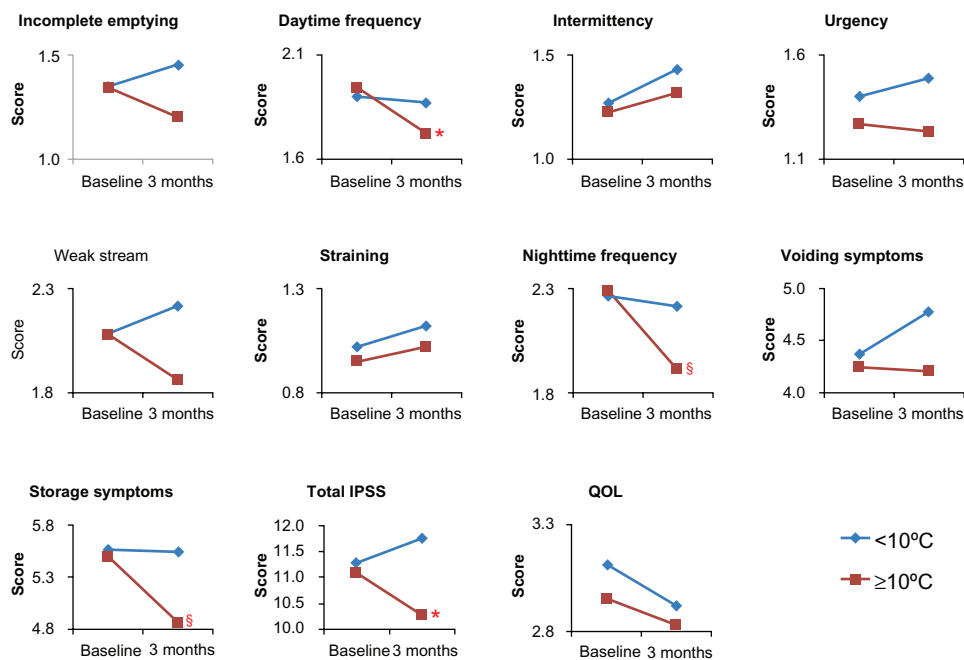 Incomplete emptying
Score
1.5
1.0
Baseline 3 months
Daytime frequency
Score
2.1
1.6
*
Baseline 3 months
Intermittency
Score
1.5
1.0
Baseline 3 months
Urgency
Score
1.6
1.1
Baseline 3 months
Weak stream
Score
2.3
1.8
Baseline 3 months
Straining
Score
1.3
0.8
Baseline 3 months
Nighttime frequency
Score
2.3
1.8
§
Baseline 3 months
Voiding symptoms
Score
5.0
4.5
4.0
Baseline 3 months
Storage symptoms
Score
5.8
5.3
4.8
§
Baseline 3 months
Total IPSS
Score
12.0
11.5
11.0
10.5
10.0
*
Baseline 3 months
QOL
Score
3.3
2.8
Baseline 3 months
<10ºC
≥10ºC